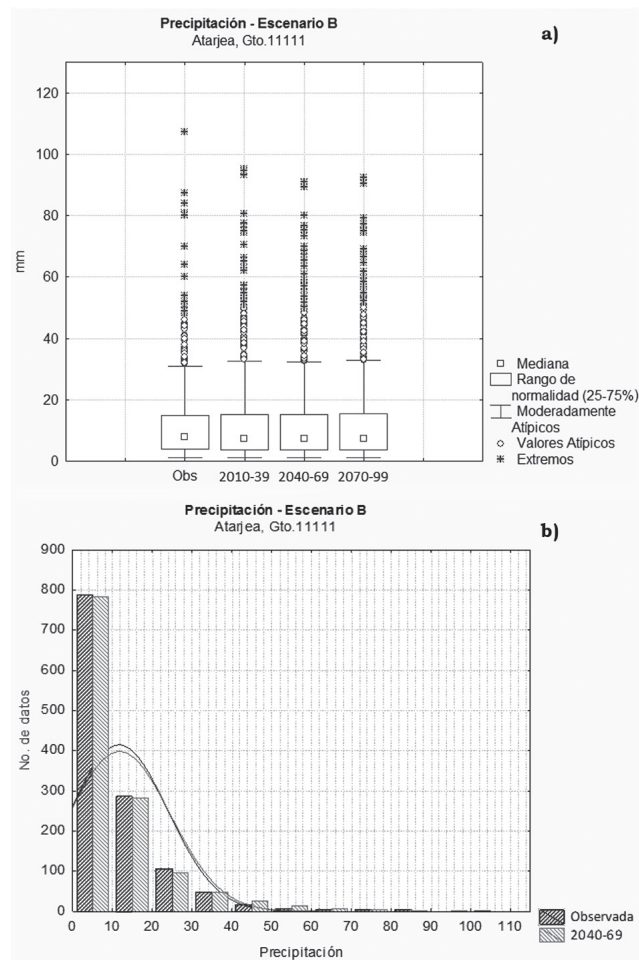 Precipitación - Escenario B
Atarjea, Gto.11111
a)
120
100
80
60
40
20
0
mm
Obs
2010-39
2040-69
2070-99
Mediana
Rango de
normalidad (25-75%)
Moderadamente
Atípicos
Valores Atípicos
Extremos
Precipitación - Escenario B
Atarjea, Gto.11111
b)
900
800
700
600
500
400
300
200
100
0
No. de datos
0 10 20 30 40 50 60 70 80 90 100 110
Precipitación
Observada
2040-69